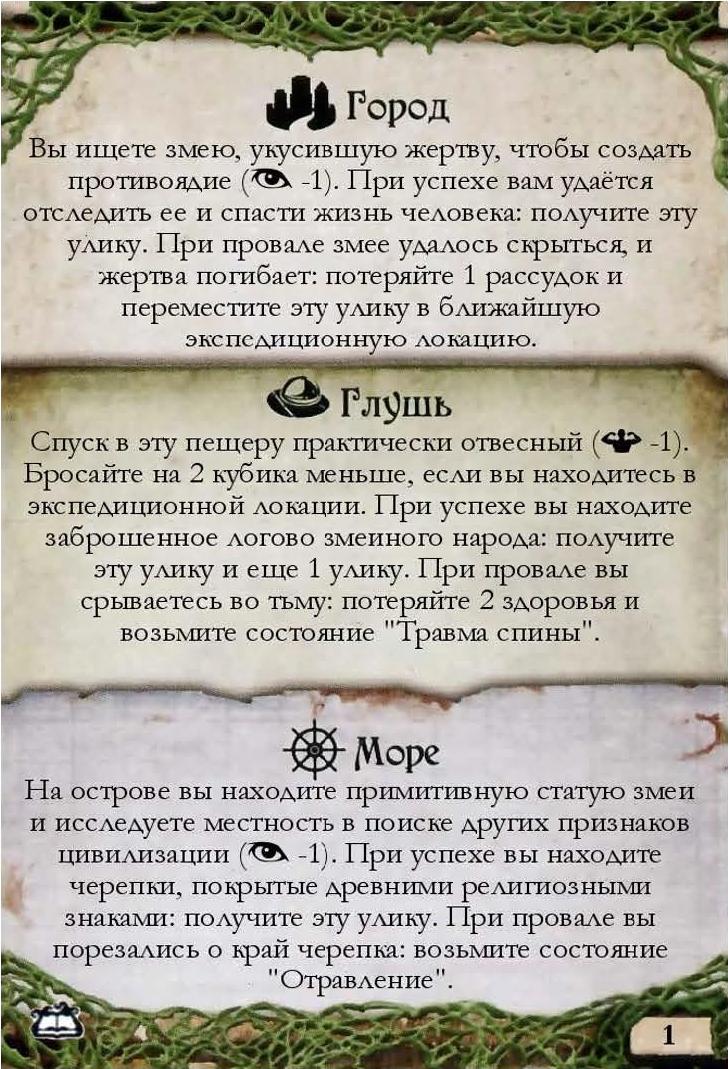 Город
Вы ищете змею, укусившую жертву, чтобы создать
противоядие ( -1). При успехе вам удаётся
отследить ее и спасти жизнь человека: получите эту
улику. При провале змее удалось скрыться, и
жертва погибает: потеряйте 1 рассудок и
переместите эту улику в ближайшую
экспедиционную локацию.
Глушь
Спуск в эту пещеру практически отвесный ( -1).
Бросайте на 2 кубика меньше, если вы находитесь в
экспедиционной локации. При успехе вы находите
заброшенное логово змеиного народа: получите
эту улику и еще 1 улику. При провале вы
срываетесь во тьму: потеряйте 2 здоровья и
возьмите состояние "Травма спины".
Море
На острове вы находите примитивную статую змеи
и исследуете местность в поиске других признаков
цивилизации ( -1). При успехе вы находите
черепки, покрытые древними религиозными
знаками: получите эту улику. При провале вы
порезались о край черепка: возьмите состояние
"Отравление".
1